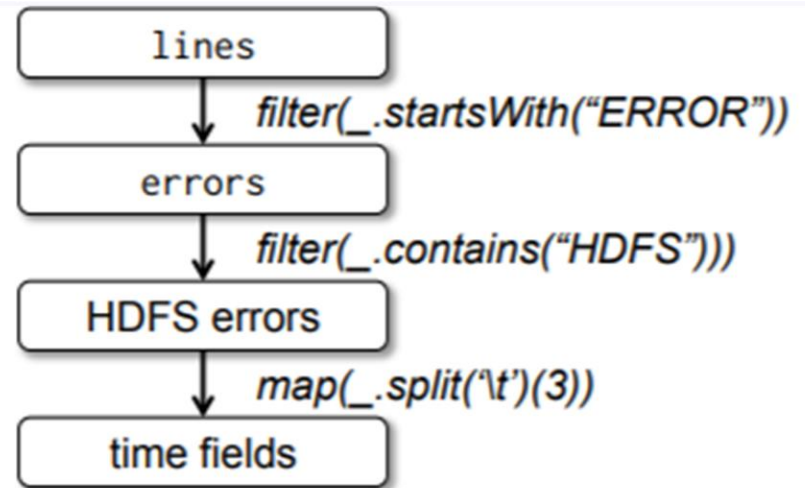 lines
filter(_.startsWith(“ERROR”))
errors
filter(_.contains(“HDFS”)))
HDFS errors
map(_.split(‘\t’)(3))
time fields